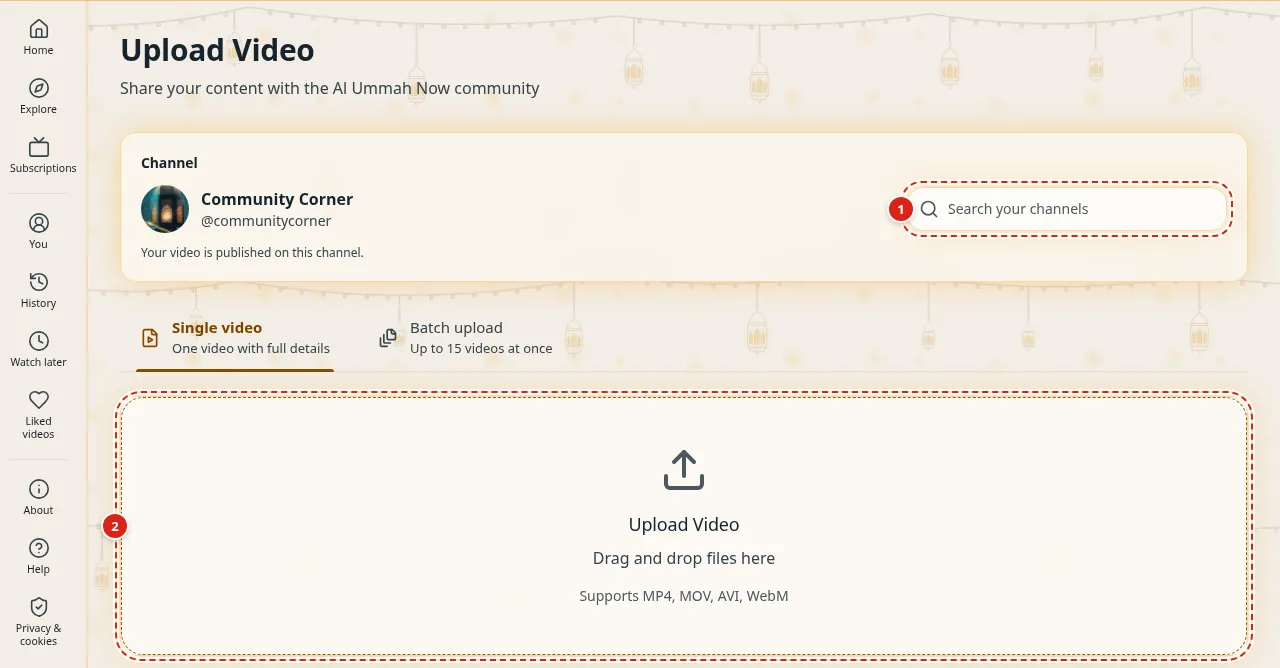 Home
Explore
Subscriptions
You
History
Watch later
Liked
videos
About
Help
Privacy &
cookies
Upload Video
Share your content with the Al Ummah Now community
Channel
Community Corner
@communitycorner
Your video is published on this channel.
1
Search your channels
Single video
One video with full details
Batch upload
Up to 15 videos at once
2
Upload Video
Drag and drop files here
Supports MP4, MOV, AVI, WebM